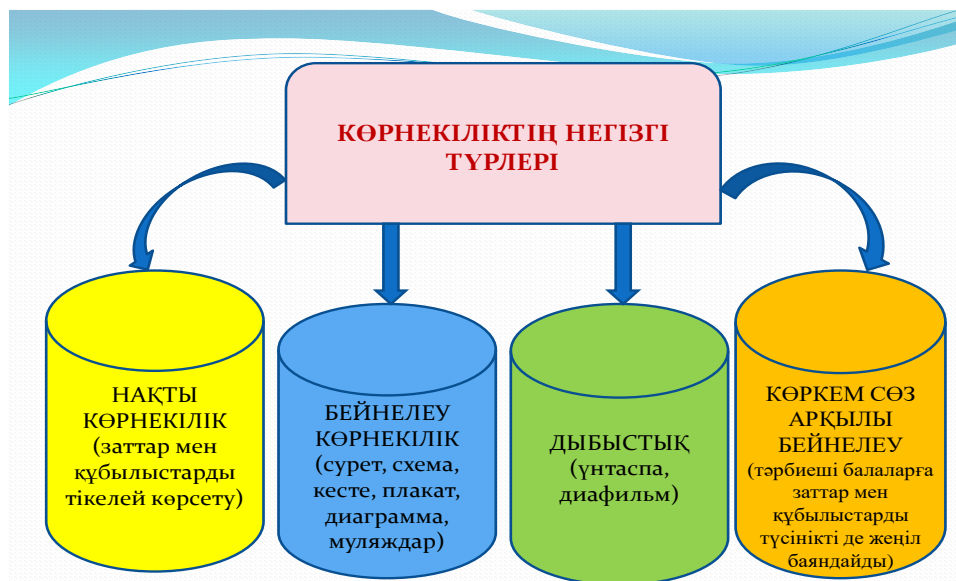 КӨРНЕКІЛІКТІҢ НЕГІЗГІ
ТҮРЛЕРІ
НАҚТЫ
КӨРНЕКІЛІК
(заттар мен
құбылыстарды
тікелей көрсету)
БЕЙНЕЛЕУ
КӨРНЕКІЛІК
(сурет, схема,
кесте, плакат,
диаграмма,
муляждар)
ДЫБЫСТЫҚ
(үнтаспа,
диафильм)
КӨРКЕМ СӨЗ
АРҚЫЛЫ
БЕЙНЕЛЕУ
(тәрбиеші балаларға
заттар мен
құбылыстарды
түсінікті де жеңіл
баяндайды)